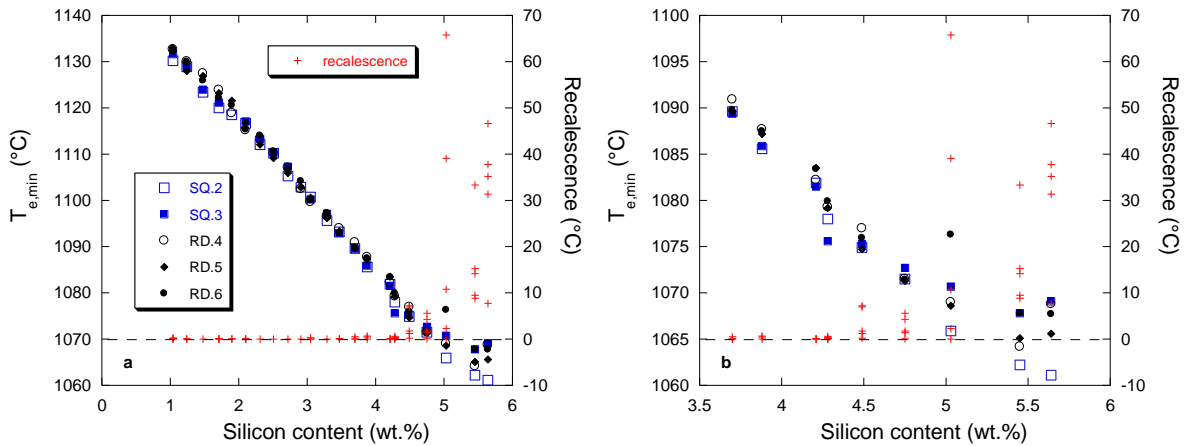 1140
1130
1120
1110
1100
1090
1080
1070
1060
T e,min (°C)
70
60
50
40
30
20
10
0
-10
Recalescence (°C)
recalescence
SQ.2
SQ.3
RD.4
RD.5
RD.6
a
0 1 2 3 4 5 6
Silicon content (wt.%)
1100
1095
1090
1085
1080
1075
1070
1065
1060
T e,min (°C)
70
60
50
40
30
20
10
0
-10
Recalescence (°C)
b
3.5 4 4.5 5 5.5 6
Silicon content (wt.%)